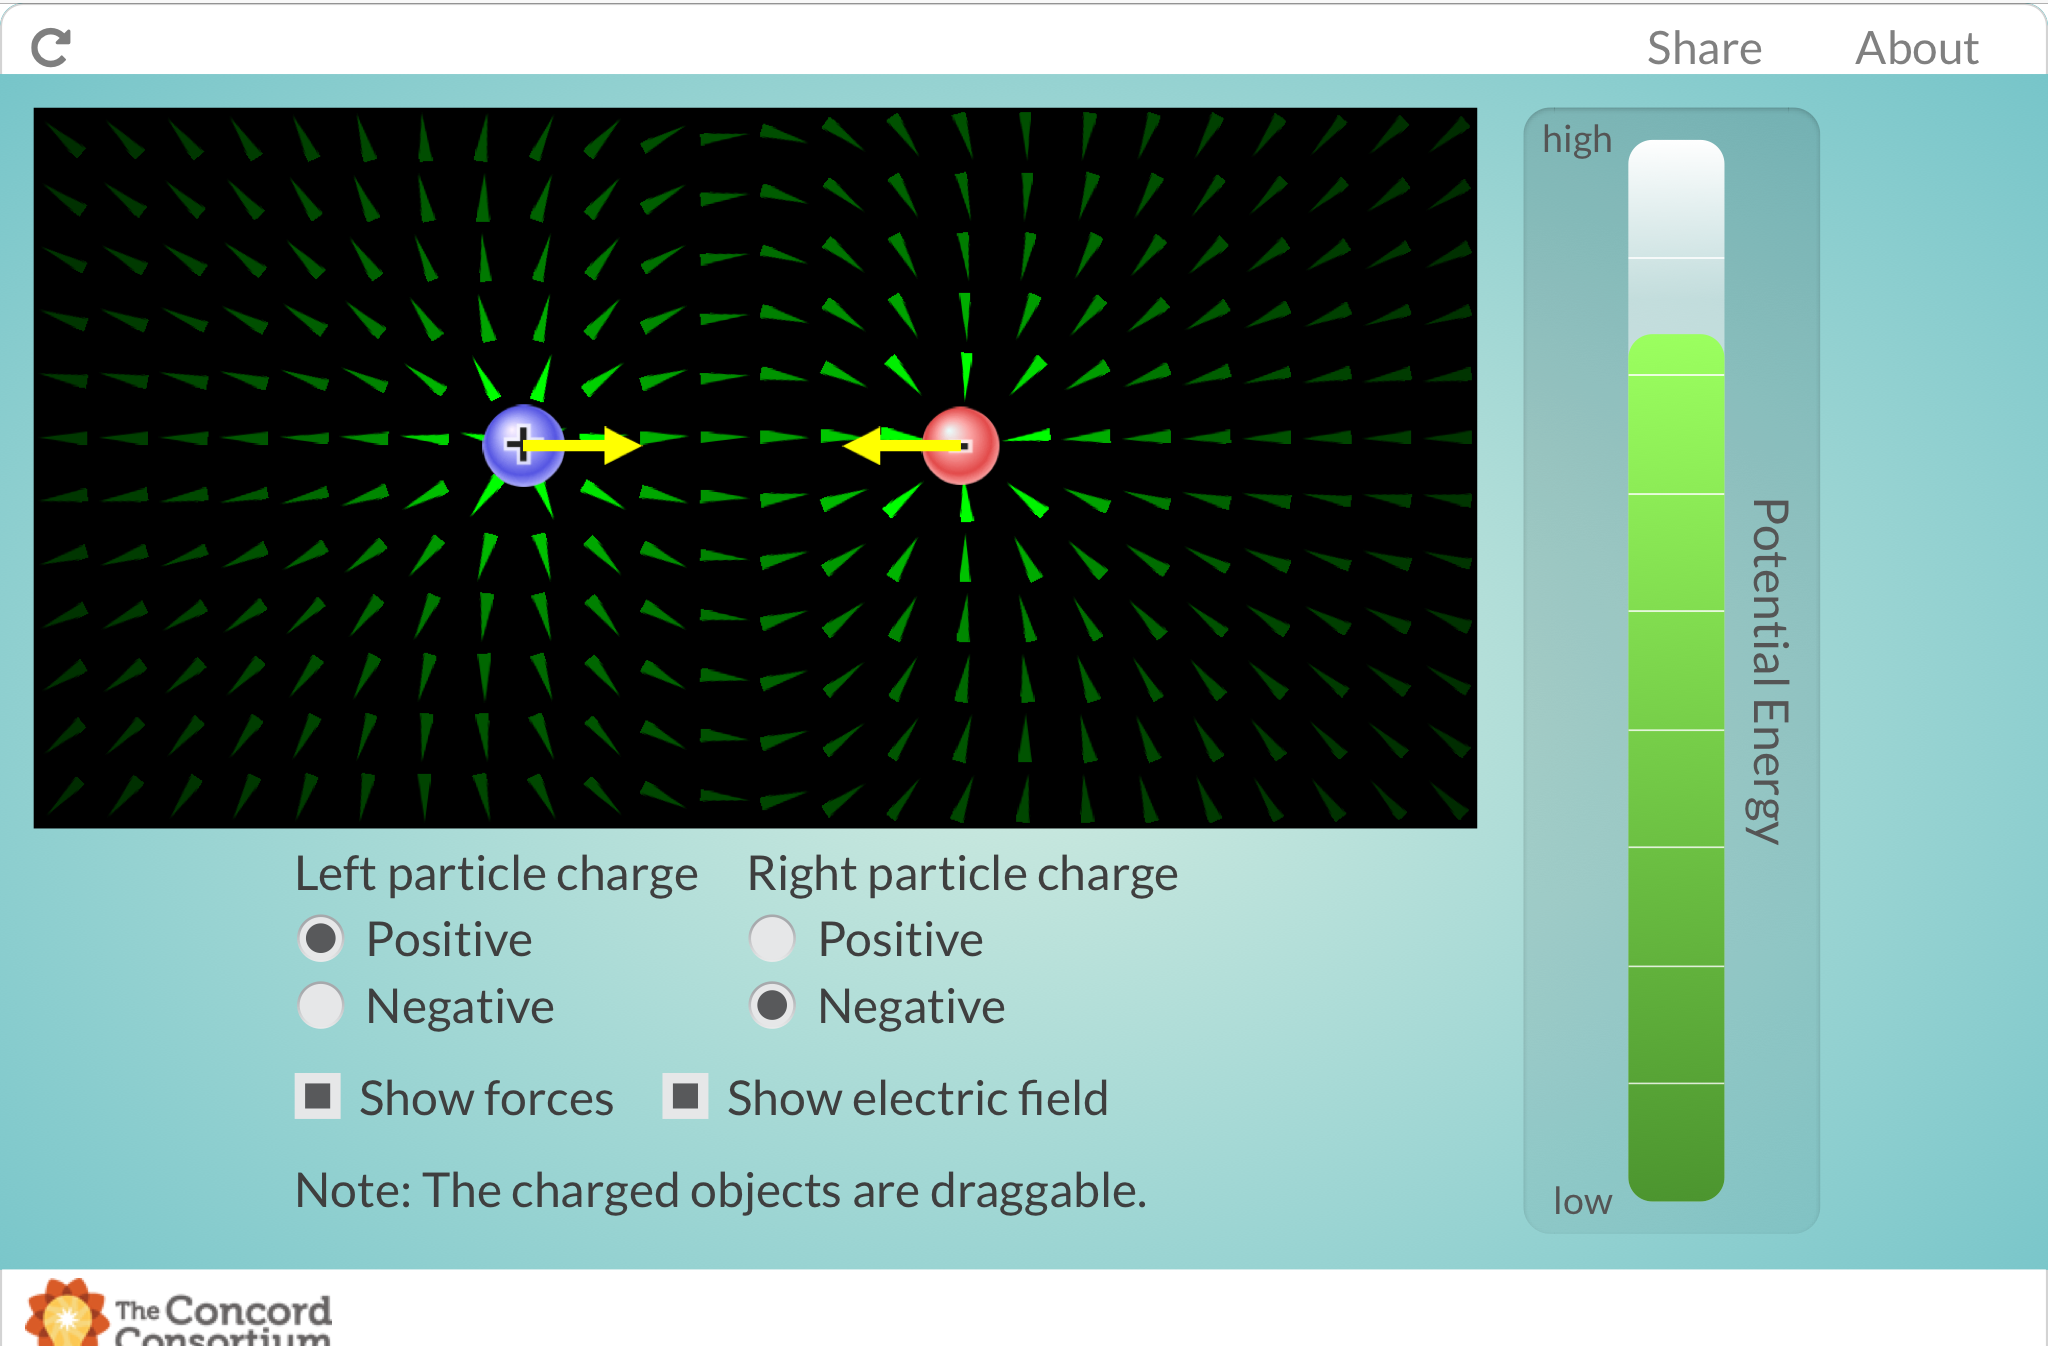 Share About
high
+ -
Potential Energy
low
Left particle charge Right particle charge
Positive Positive
Negative Negative
Show forces Show electric field
Note: The charged objects are draggable.
The Concord
Consortium